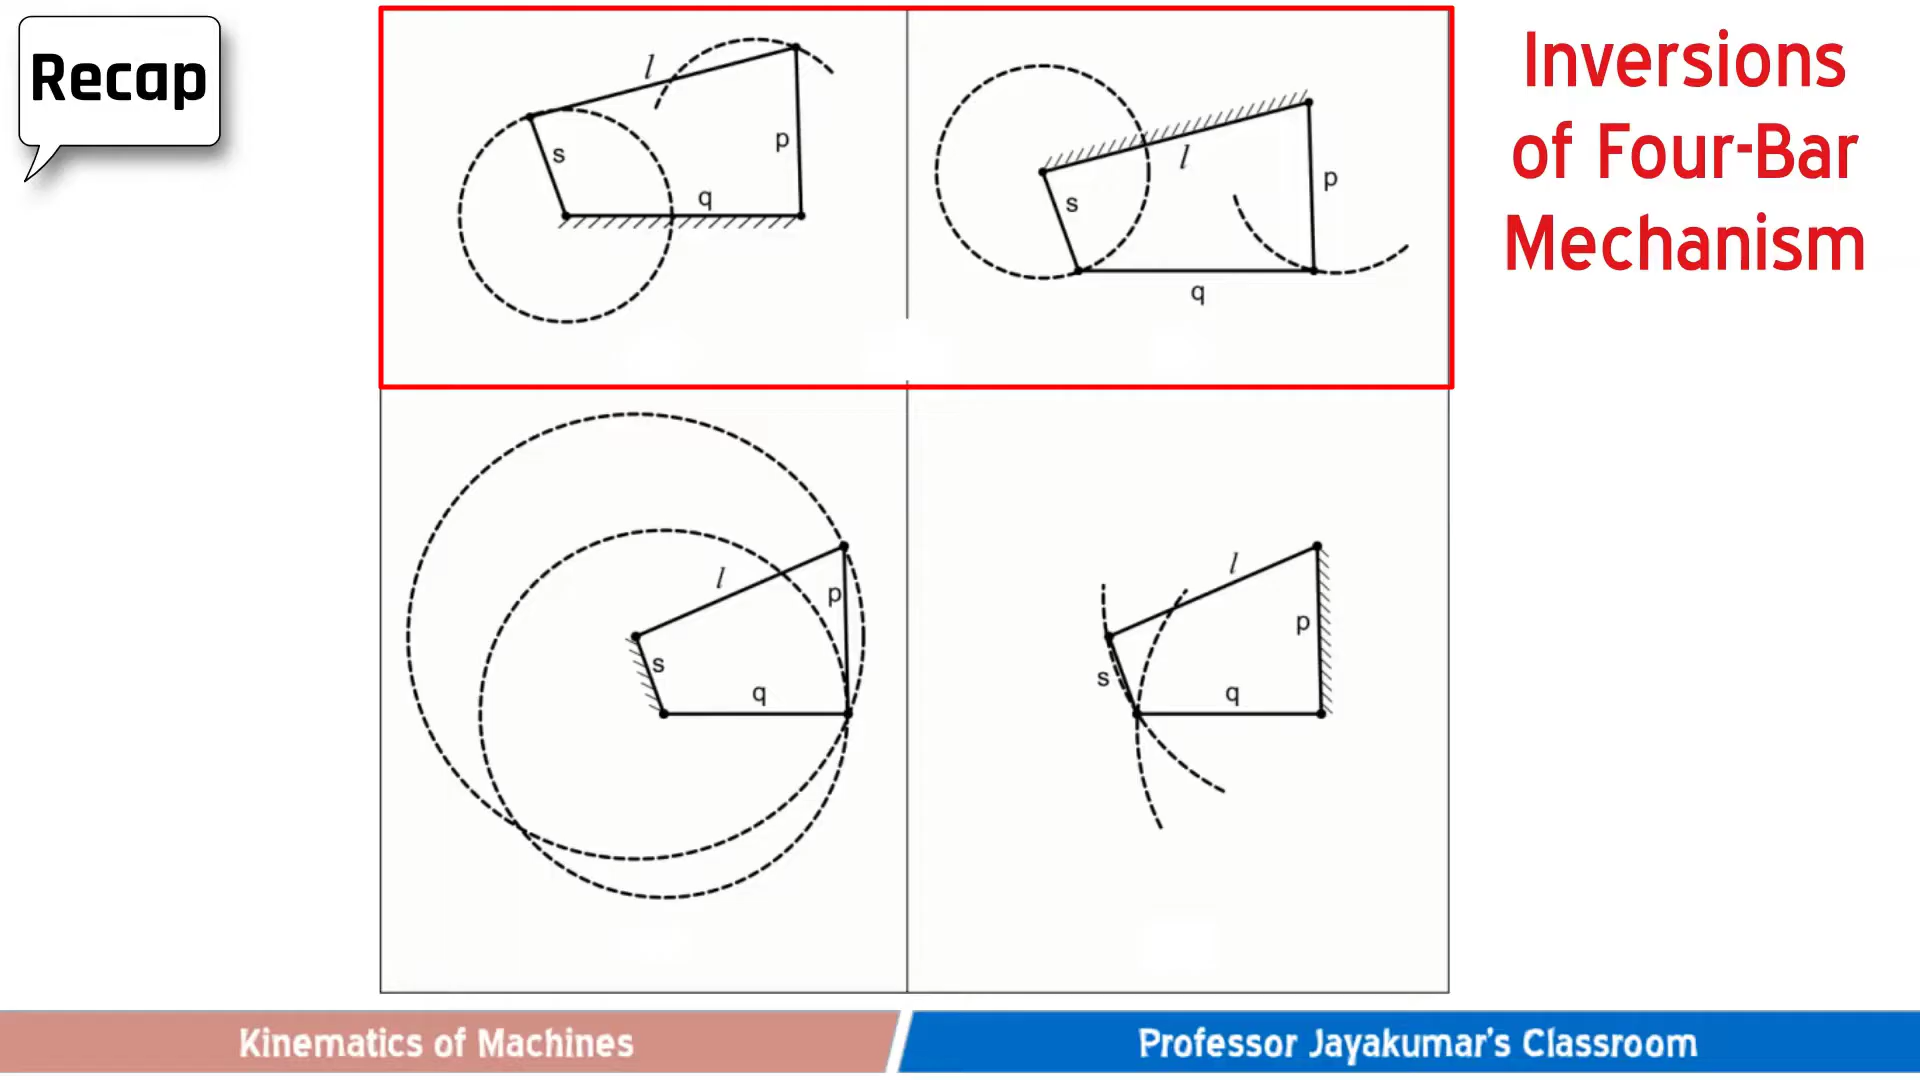 Recap
Inversions
of Four-Bar
Mechanism
l
s
p
q
l
s
p
q
l
p
s
q
l
p
s
q
Kinematics of Machines
Professor Jayakumar's Classroom